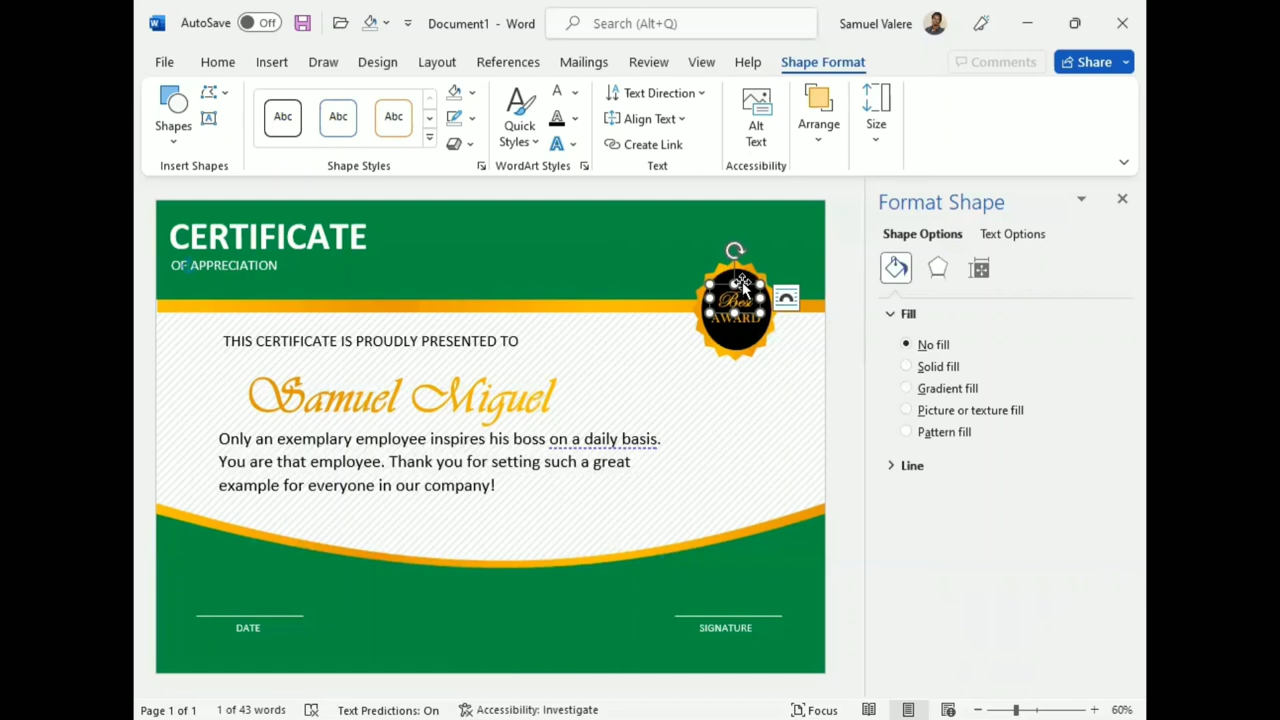 AutoSave Off Document1 - Word Search (Alt+Q) Samuel Valere
File Home Insert Draw Design Layout References Mailings Review View Help Shape Format Comments Share
Shapes
Insert Shapes
Abc Abc Abc
Shape Styles
Quick
Styles
A
A
A
WordArt Styles
Text Direction
Align Text
Create Link
Text
Alt
Text
Accessibility
Arrange
Size
CERTIFICATE
OF APPRECIATION
Best
AWARD
THIS CERTIFICATE IS PROUDLY PRESENTED TO
Samuel Miguel
Only an exemplary employee inspires his boss on a daily basis.
You are that employee. Thank you for setting such a great
example for everyone in our company!
DATE
SIGNATURE
Format Shape
Shape Options Text Options
Fill
No fill
Solid fill
Gradient fill
Picture or texture fill
Pattern fill
Line
Page 1 of 1 1 of 43 words Text Predictions: On Accessibility: Investigate Focus 60%